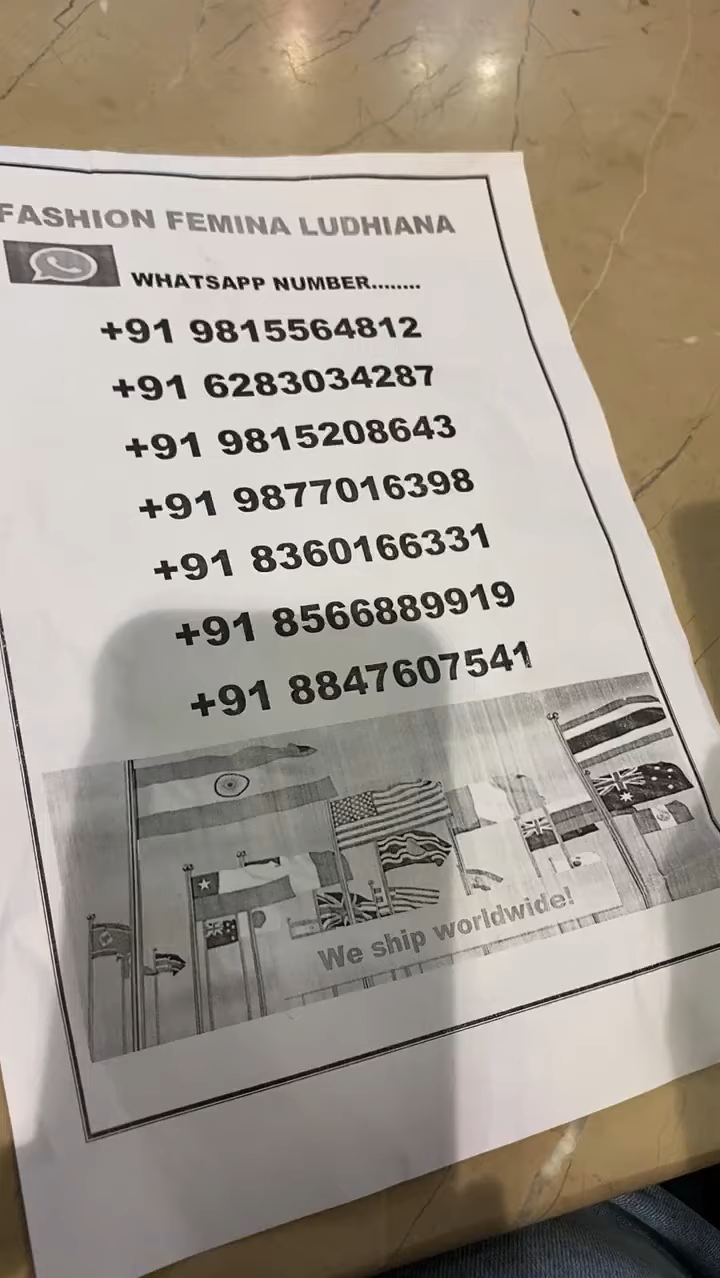 FASHION FEMINA LUDHIANA
WHATSAPP NUMBER........
+91 9815564812
+91 6283034287
+91 9815208643
+91 9877016398
+91 8360166331
+91 8566889919
+91 8847607541
We ship worldwide!